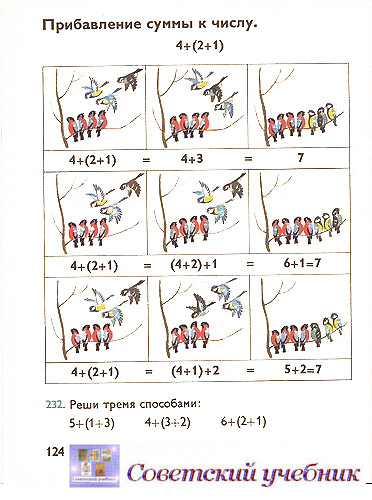 Прибавление суммы к числу.
4+(2+1)
4+(2+1) = 4+3 = 7
4+(2+1) = (4+2)+1 = 6+1=7
4+(2+1) = (4+1)+2 = 5+2=7
232. Реши тремя способами:
5+(1+3) 4+(3+2) 6+(2+1)
124
Советский учебник